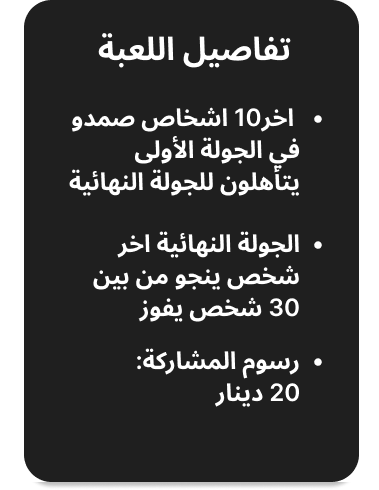 تفاصيل اللعبة
• اخر10 اشخاص صمدو
في الجولة الأولى
يتأهلون للجولة النهائية
• الجولة النهائية اخر
شخص ينجو من بين
30 شخص يفوز
• رسوم المشاركة:
20 دينار